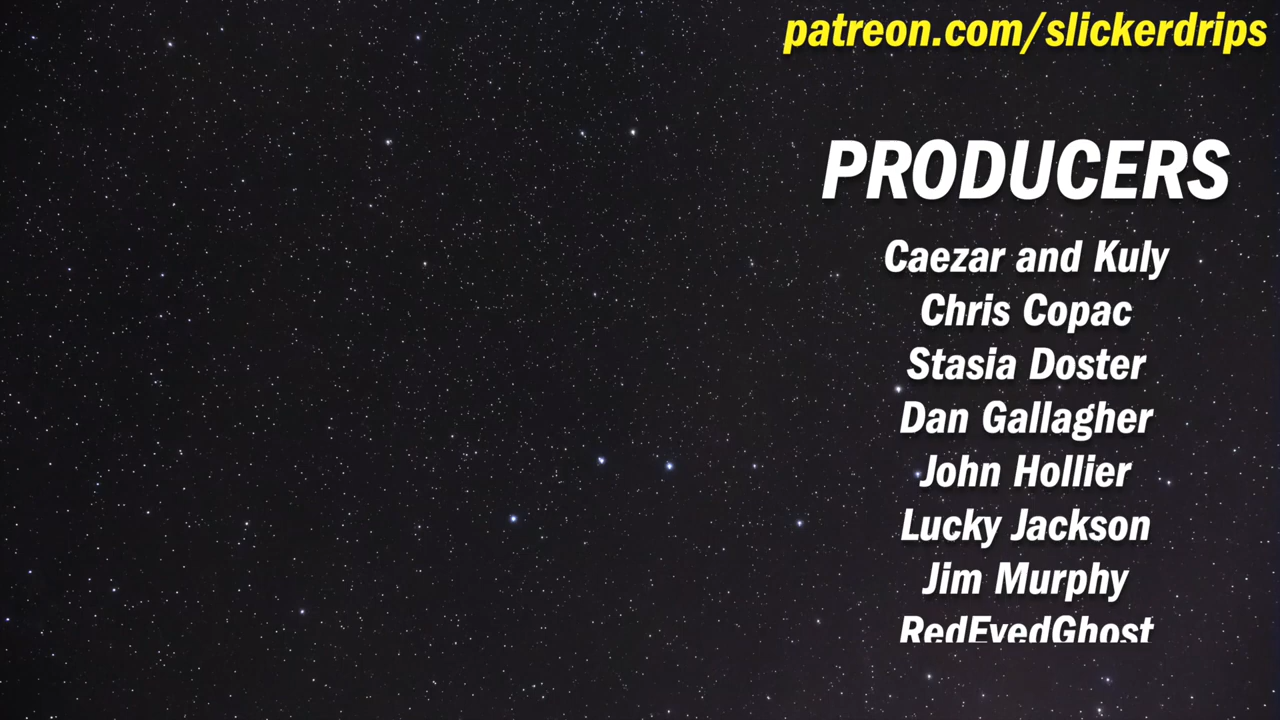 patreon.com/slickerdrips
PRODUCERS
Caezar and Kuly
Chris Copac
Stasia Doster
Dan Gallagher
John Hollier
Lucky Jackson
Jim Murphy
RedEyedGhost